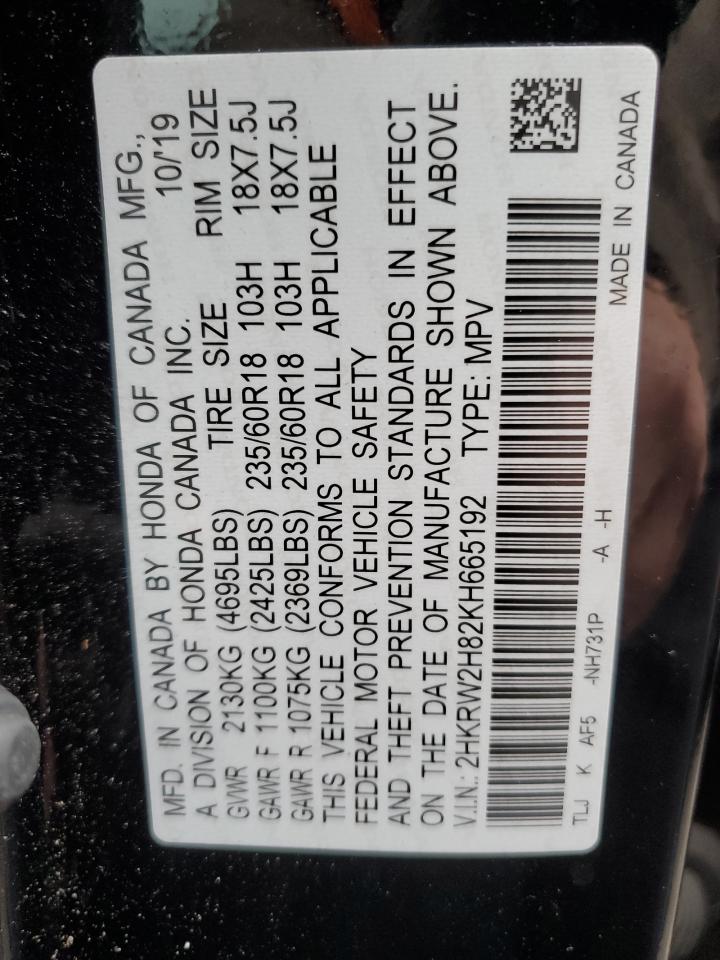 MFD. IN CANADA BY HONDA OF CANADA MFG.,
A DIVISION OF HONDA CANADA INC. 10/'19
GVWR 2130KG (4695LBS) TIRE SIZE RIM SIZE
GAWR F 1100KG (2425LBS) 235/60R18 103H 18X7.5J
GAWR R 1075KG (2369LBS) 235/60R18 103H 18X7.5J
THIS VEHICLE CONFORMS TO ALL APPLICABLE
FEDERAL MOTOR VEHICLE SAFETY
AND THEFT PREVENTION STANDARDS IN EFFECT
ON THE DATE OF MANUFACTURE SHOWN ABOVE.
V.I.N.: 2HKRW2H82KH665192 TYPE: MPV
TLJ K AF5 -NH731P -A -H MADE IN CANADA